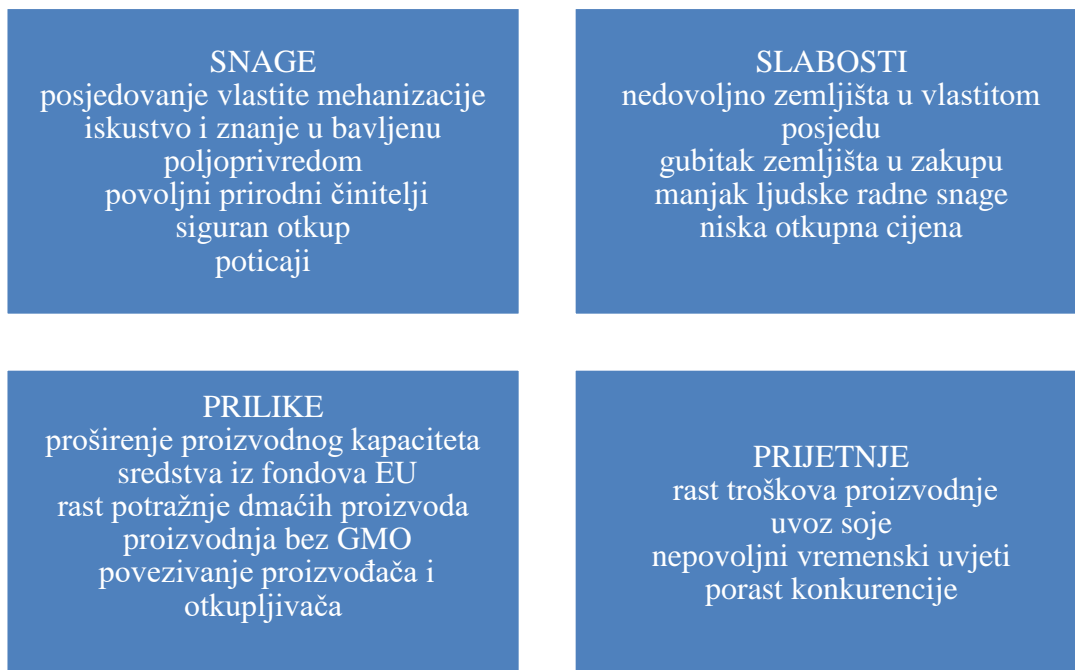 SNAGE
posjedovanje vlastite mehanizacije
iskustvo i znanje u bavljenu
poljoprivredom
povoljni prirodni činitelji
siguran otkup
poticaji
SLABOSTI
nedovoljno zemljišta u vlastitom
posjedu
gubitak zemljišta u zakupu
manjak ljudske radne snage
niska otkupna cijena
PRILIKE
proširenje proizvodnog kapaciteta
sredstva iz fondova EU
rast potražnje dmaćih proizvoda
proizvodnja bez GMO
povezivanje proizvođača i
otkupljivača
PRIJETNJE
rast troškova proizvodnje
uvoz soje
nepovoljni vremenski uvjeti
porast konkurencije